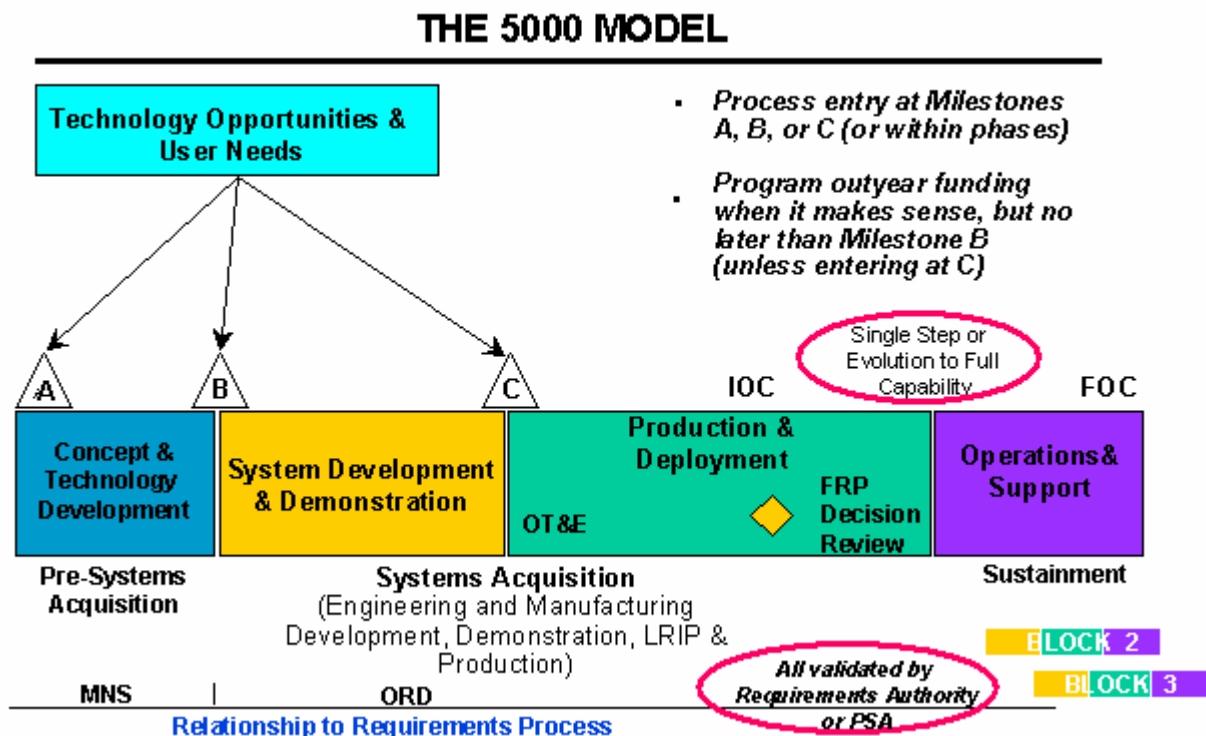 THE 5000 MODEL
Technology Opportunities &
User Needs
▪ Process entry at Milestones
A, B, or C (or within phases)
▪ Program outyear funding
when it makes sense, but no
later than Milestone B
(unless entering at C)
Single Step or
Evolution to Full
Capability
A
B
C
IOC
FOC
Concept &
Technology
Development
System Development
& Demonstration
Production &
Deployment
OT&E
FRP
Decision
Review
Operations&
Support
Pre-Systems
Acquisition
Systems Acquisition
(Engineering and Manufacturing
Development, Demonstration, LRIP &
Production)
Sustainment
BLOCK 2
BLOCK 3
All validated by
Requirements Authority
or PSA
MNS
ORD
Relationship to Requirements Process